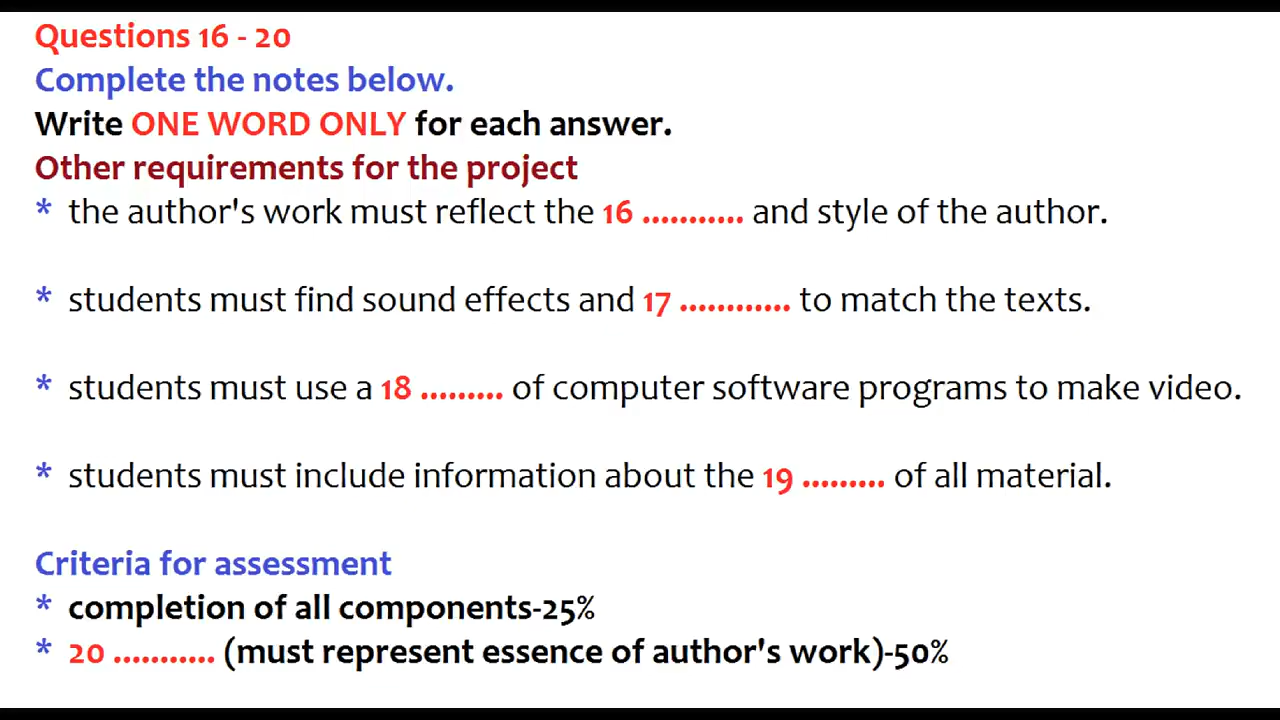 Questions 16 - 20
Complete the notes below.
Write ONE WORD ONLY for each answer.
Other requirements for the project
* the author's work must reflect the 16 ........... and style of the author.
* students must find sound effects and 17 ............ to match the texts.
* students must use a 18 ......... of computer software programs to make video.
* students must include information about the 19 ......... of all material.
Criteria for assessment
* completion of all components-25%
* 20 ........... (must represent essence of author's work)-50%